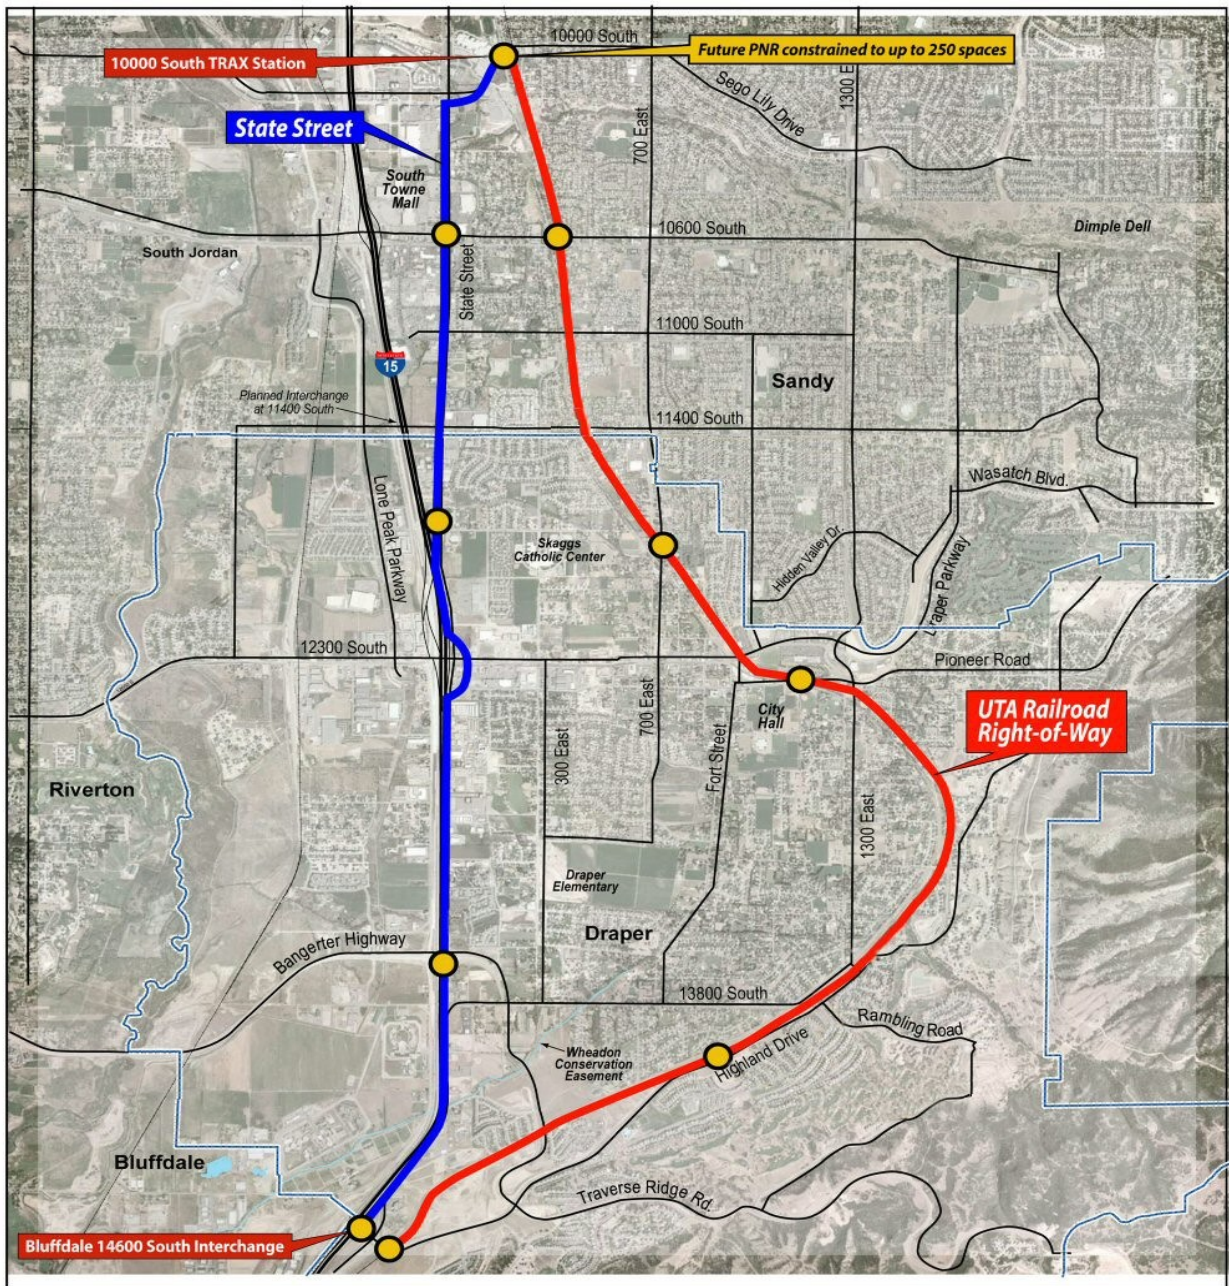 10000 South
10000 South TRAX Station
Future PNR constrained to up to 250 spaces
1300 E
Sego Lily Drive
State Street
700 East
South
Towne
Mall
Dimple Dell
10600 South
South Jordan
State Street
11000 South
INTERSTATE
15
Sandy
Planned Interchange
at 11400 South
11400 South
Wasatch Blvd.
Lone Peak Parkway
Skaggs
Catholic Center
Hidden Valley Dr.
Draper Parkway
12300 South
Pioneer Road
700 East
City
Hall
UTA Railroad
Right-of-Way
300 East
Fort Street
Riverton
1300 East
Draper
Elementary
Draper
Bangerter Highway
13800 South
Rambling Road
Wheadon
Conservation
Easement
Highland Drive
Bluffdale
Traverse Ridge Rd.
Bluffdale 14600 South Interchange